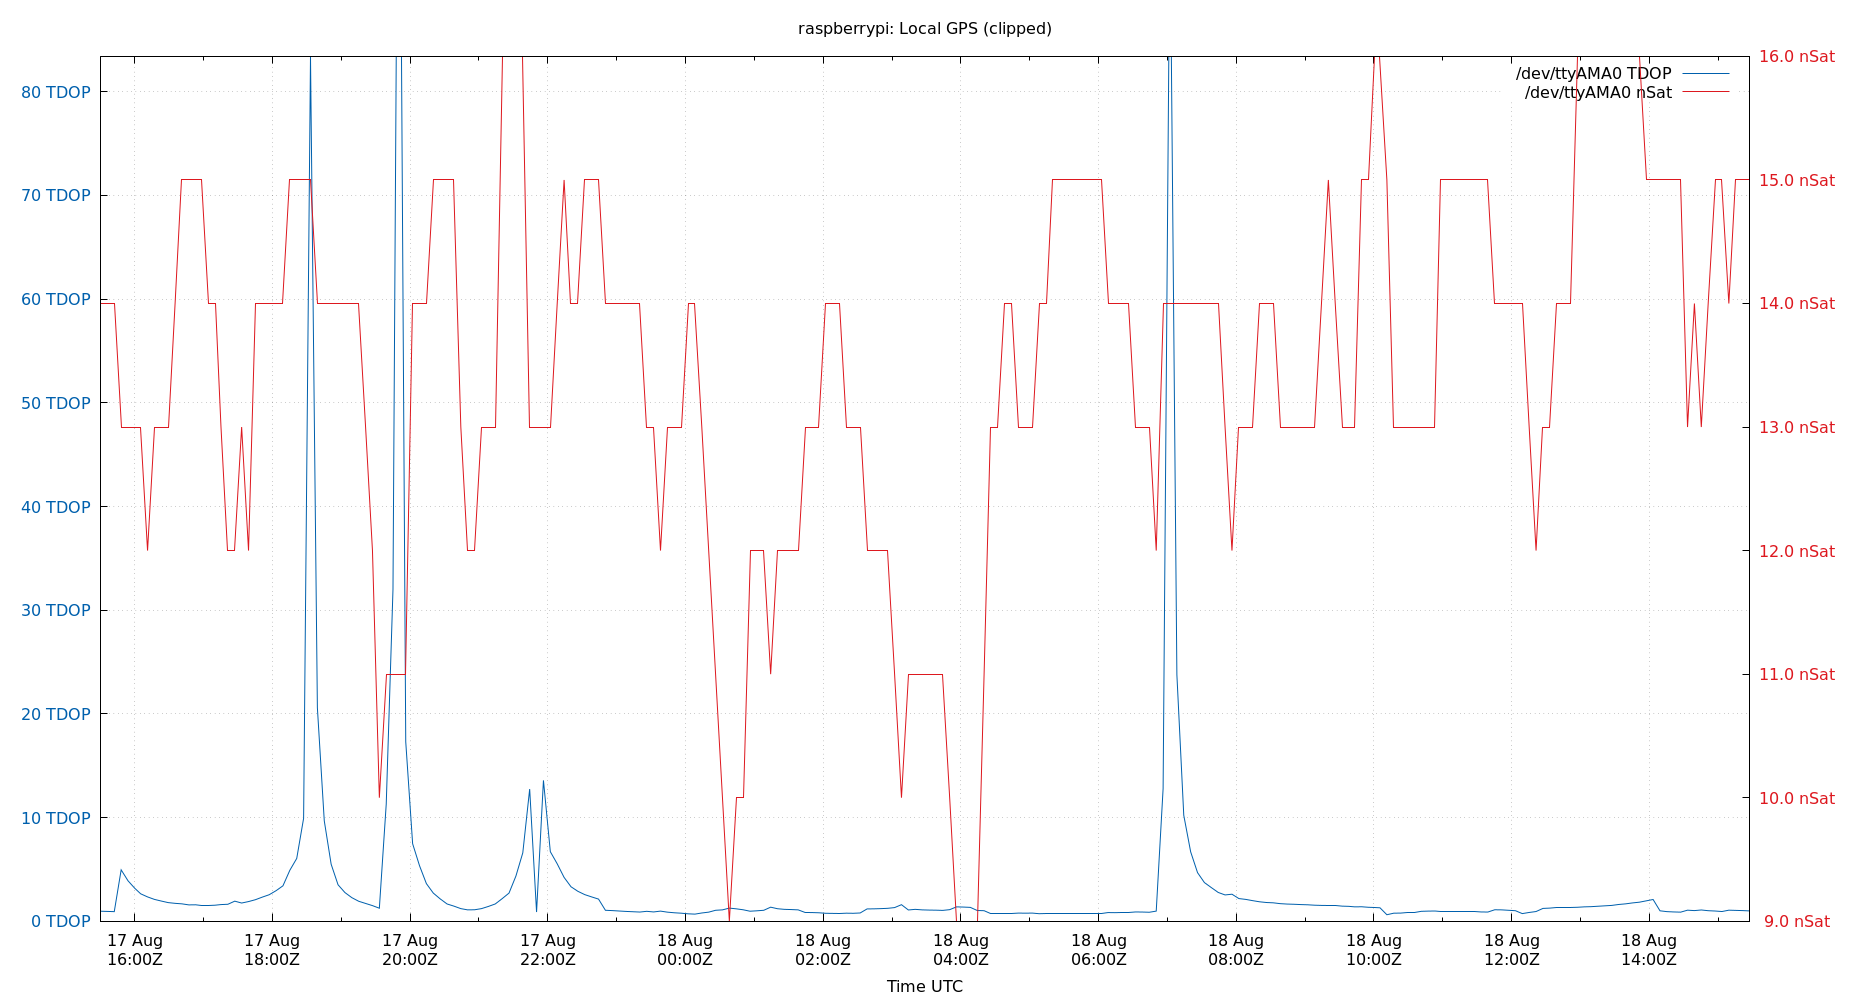 raspberrypi: Local GPS (clipped)
/dev/ttyAMA0 TDOP
/dev/ttyAMA0 nSat
80 TDOP
70 TDOP
60 TDOP
50 TDOP
40 TDOP
30 TDOP
20 TDOP
10 TDOP
0 TDOP
16.0 nSat
15.0 nSat
14.0 nSat
13.0 nSat
12.0 nSat
11.0 nSat
10.0 nSat
9.0 nSat
17 Aug
16:00Z
17 Aug
18:00Z
17 Aug
20:00Z
17 Aug
22:00Z
18 Aug
00:00Z
18 Aug
02:00Z
18 Aug
04:00Z
18 Aug
06:00Z
18 Aug
08:00Z
18 Aug
10:00Z
18 Aug
12:00Z
18 Aug
14:00Z
Time UTC